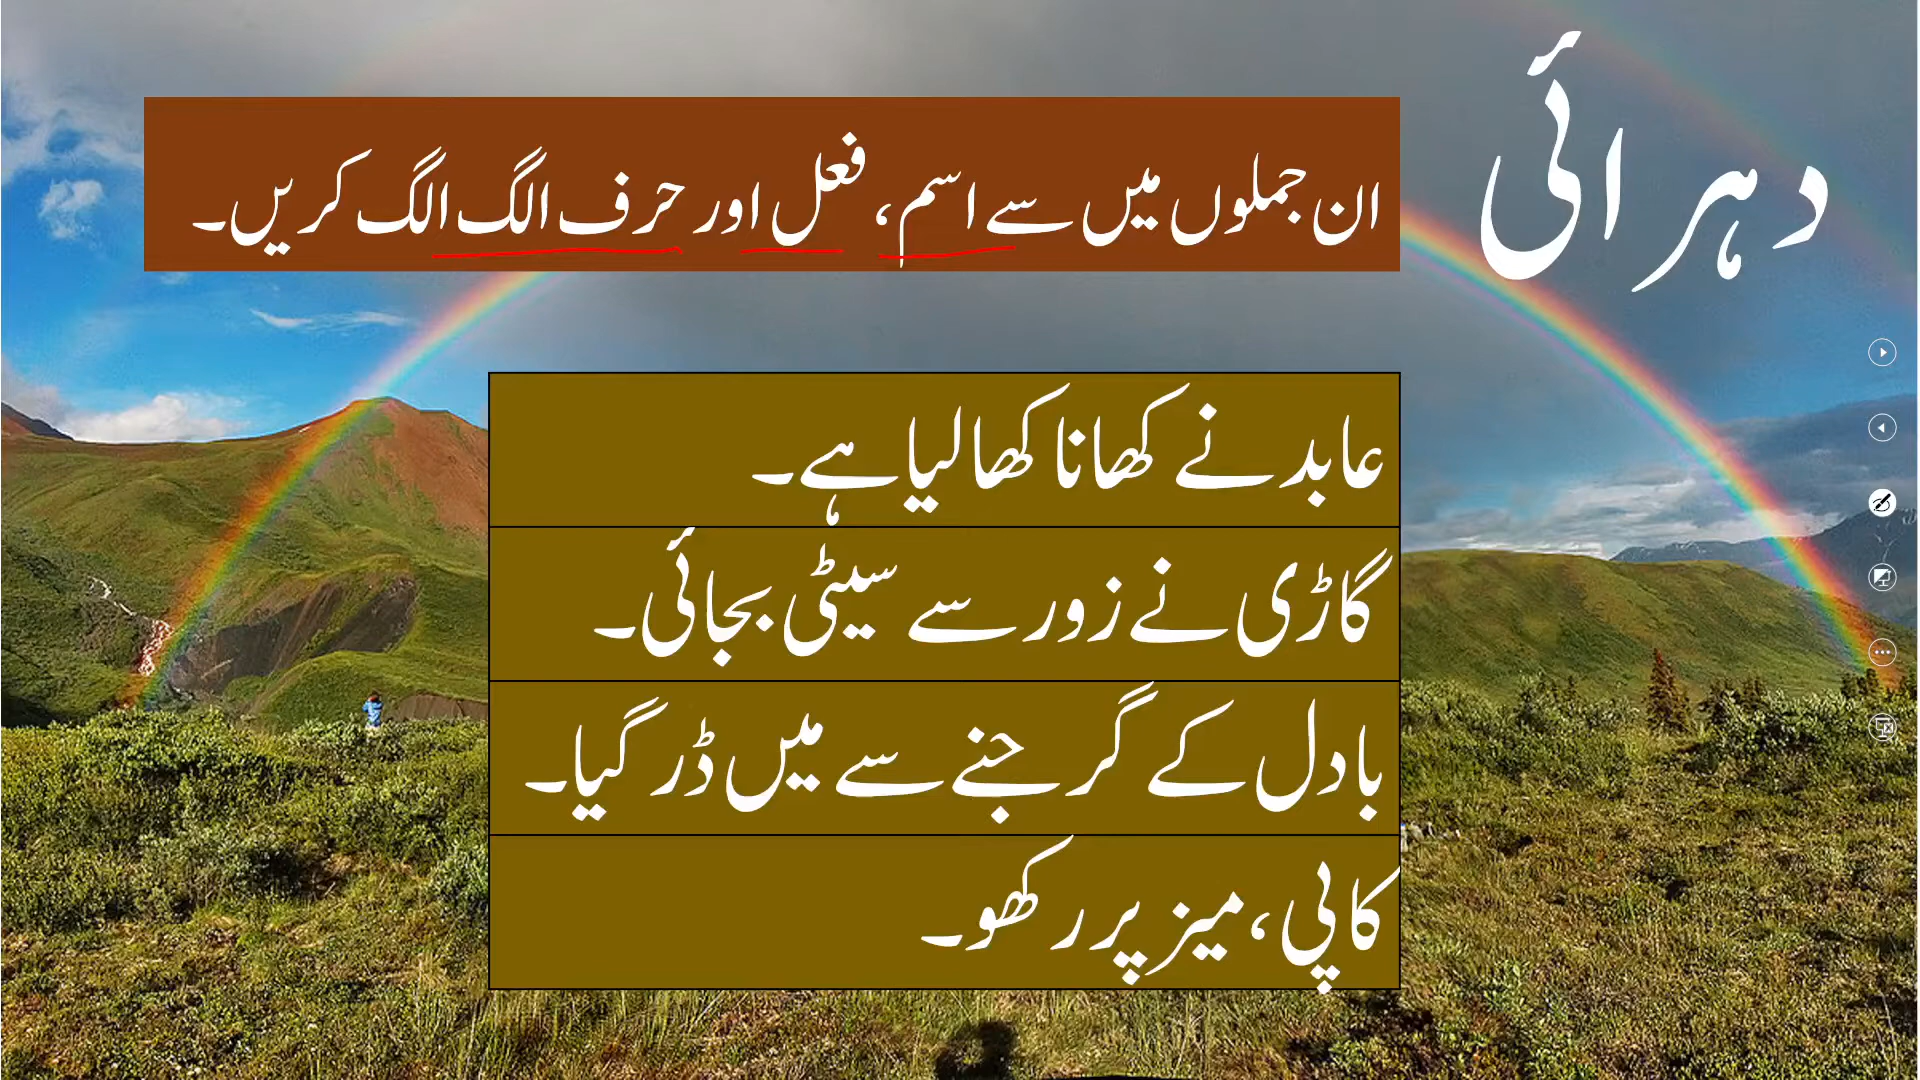 دہرائی
ان جملوں میں سے اسم، فعل اور حرف الگ الگ کریں۔
عابد نے کھانا کھا لیا ہے۔
گاڑی نے زور سے سیٹی بجائی۔
بادل کے گرجنے سے میں ڈر گیا۔
کاپی، میز پر رکھو۔